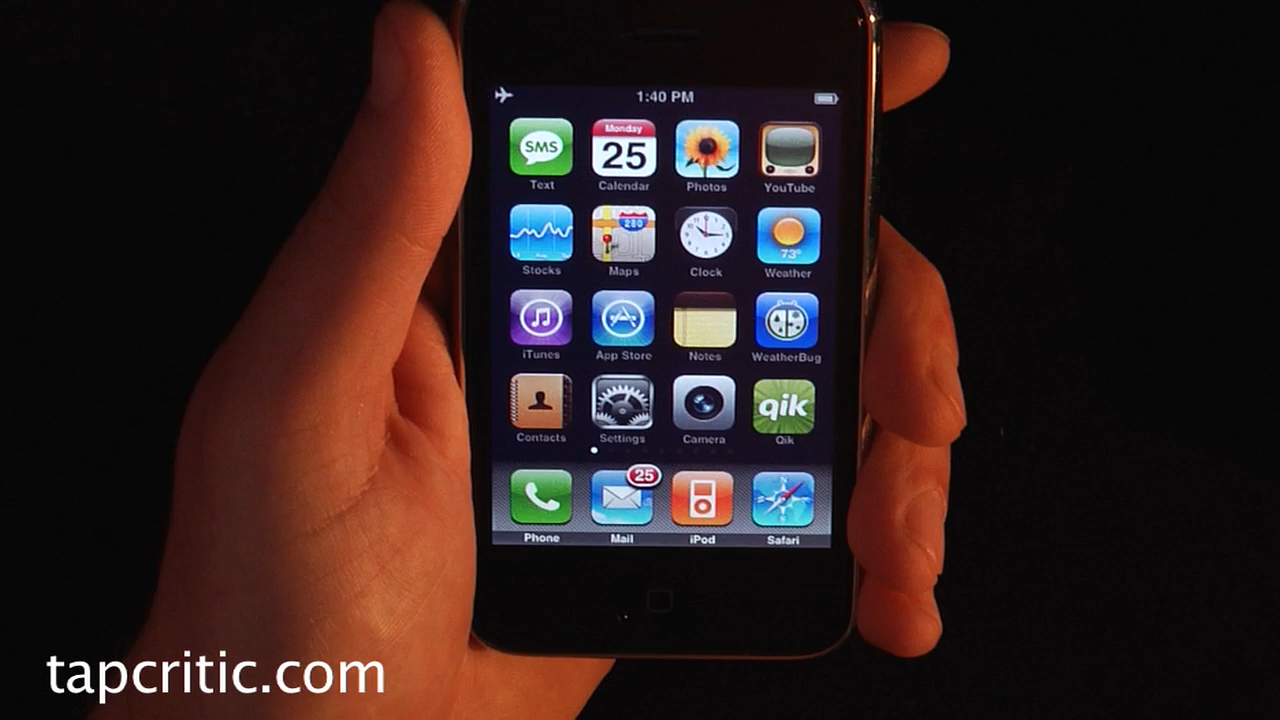 1:40 PM
SMS
Monday
25
Text
Calendar
Photos
YouTube
280
73°
Stocks
Maps
Clock
Weather
iTunes
App Store
Notes
WeatherBug
qik
Contacts
Settings
Camera
Qik
25
Phone
Mail
iPod
Safari
tapcritic.com